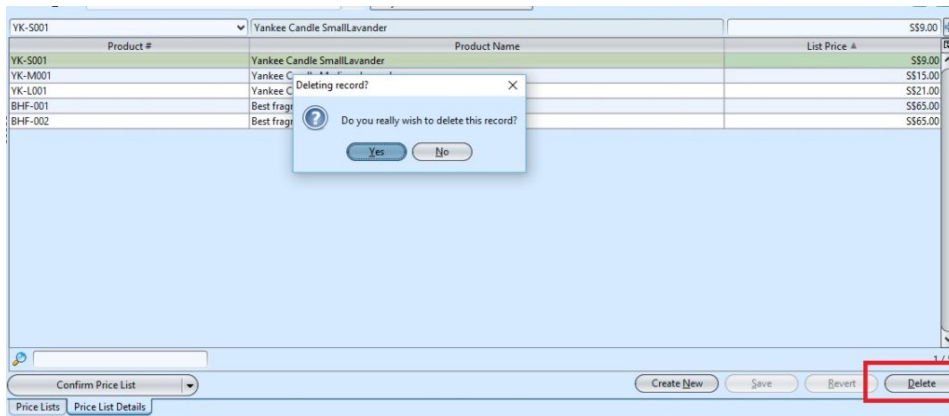 YK-S001 Yankee Candle SmallLavander S$9.00
Product # Product Name List Price
YK-S001 Yankee Candle SmallLavander S$9.00
YK-M001 Yankee S$15.00
YK-L001 Yankee C S$21.00
BHF-001 Best fragr S$65.00
BHF-002 Best fragr S$65.00
Deleting record?
Do you really wish to delete this record?
Yes No
1 /
Confirm Price List Create New Save Revert Delete
Price Lists Price List Details